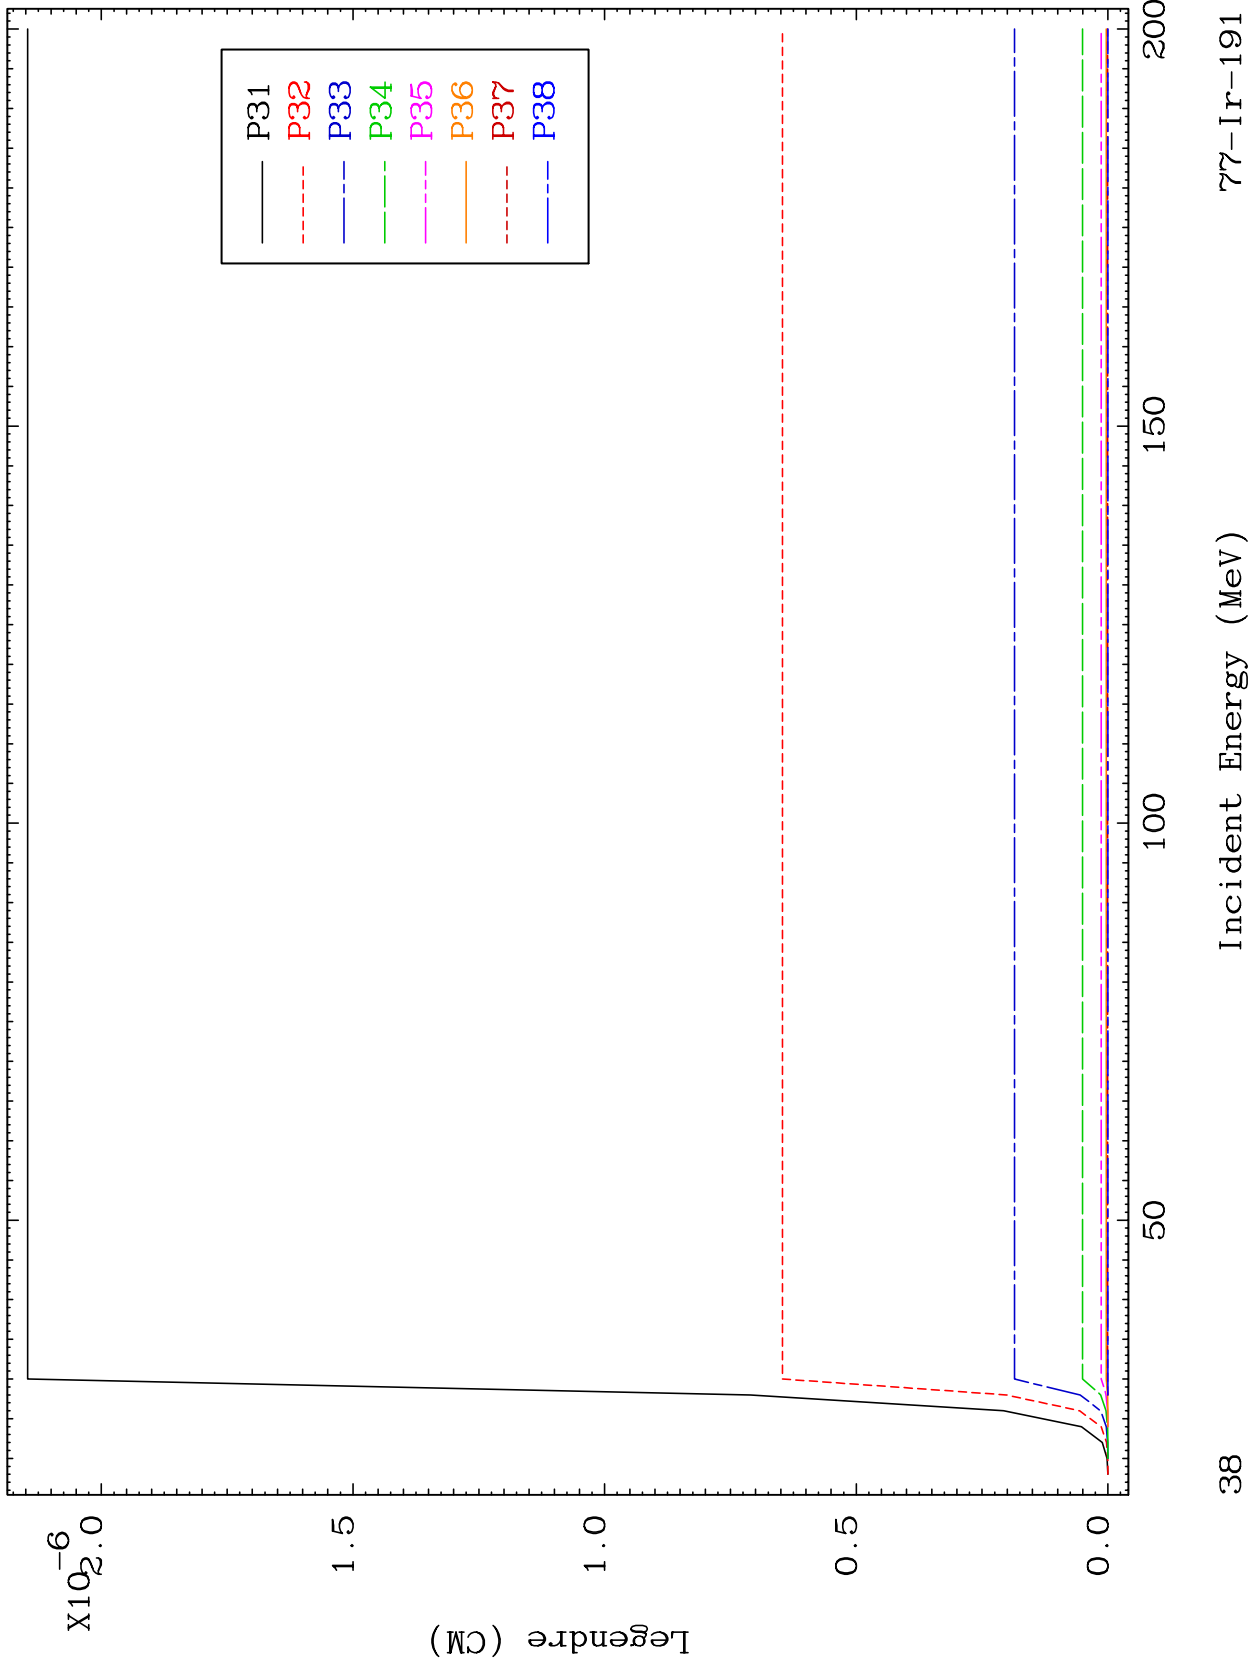 X10-6
2.0
1.5
1.0
0.5
0.0
Legendre (CM)
P31
P32
P33
P34
P35
P36
P37
P38
50
100
150
200
38
Incident Energy (MeV)
77-Ir-191